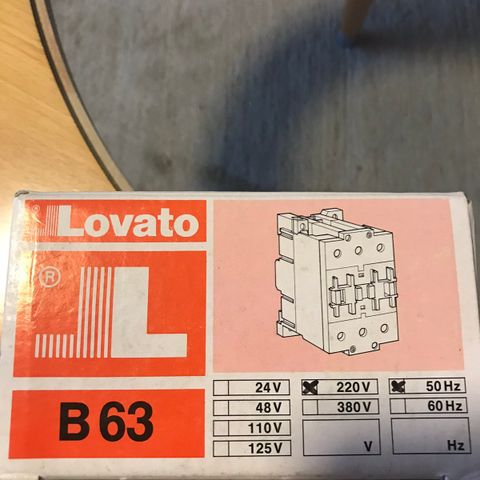 Lovato
®
L
B 63
24 V 220 V 50 Hz
48 V 380 V 60 Hz
110 V V Hz
125 V